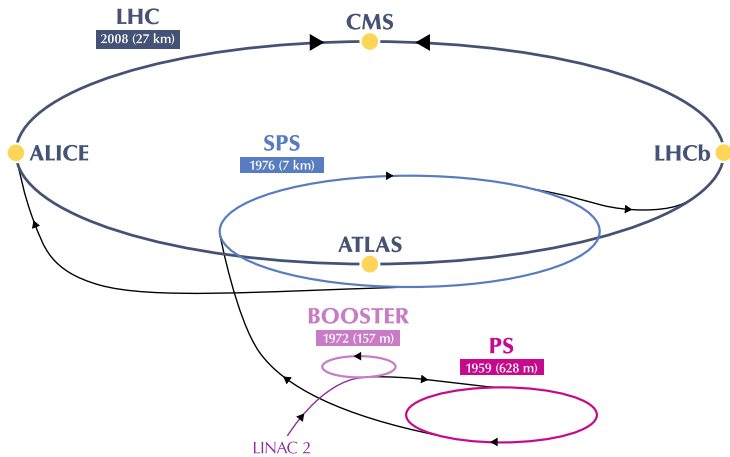 LHC
2008 (27 km)
CMS
ALICE
SPS
1976 (7 km)
LHCb
ATLAS
BOOSTER
1972 (157 m)
PS
1959 (628 m)
LINAC 2